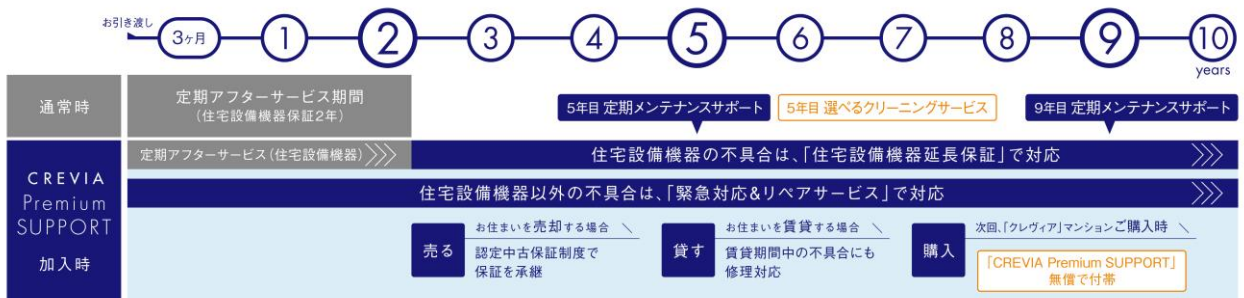 お引き渡し
3ヶ月
1
2
3
4
5
6
7
8
9
10
years
通常時
定期アフターサービス期間
(住宅設備機器保証2年)
5年目 定期メンテナンスサポート
5年目 選べるクリーニングサービス
9年目 定期メンテナンスサポート
CREVIA
Premium
SUPPORT
加入時
定期アフターサービス(住宅設備機器)
住宅設備機器の不具合は、「住宅設備機器延長保証」で対応
住宅設備機器以外の不具合は、「緊急対応&リペアサービス」で対応
売る
お住まいを売却する場合
認定中古保証制度で
保証を承継
貸す
お住まいを賃貸する場合
賃貸期間中の不具合にも
修理対応
購入
次回、「クレヴィア」マンションご購入時
「CREVIA Premium SUPPORT」
無償で付帯